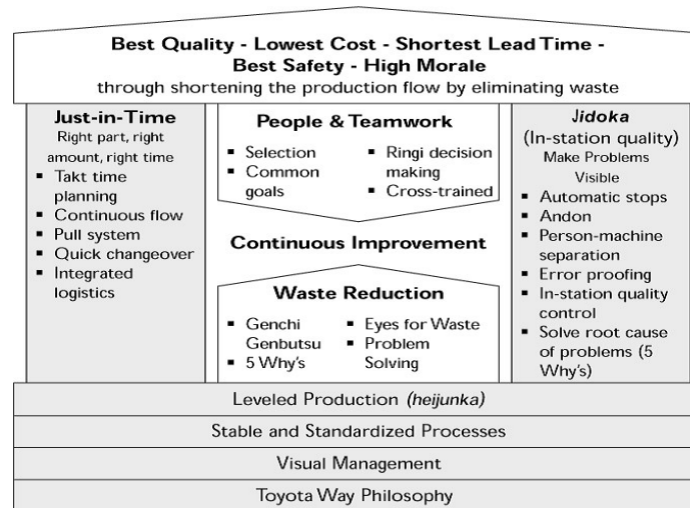 Best Quality - Lowest Cost - Shortest Lead Time -
Best Safety - High Morale
through shortening the production flow by eliminating waste
Just-in-Time
Right part, right
amount, right time
▪ Takt time
planning
▪ Continuous flow
▪ Pull system
▪ Quick changeover
▪ Integrated
logistics
People & Teamwork
▪ Selection
▪ Common
goals
▪ Ringi decision
making
▪ Cross-trained
Continuous Improvement
Waste Reduction
▪ Genchi
Genbutsu
▪ 5 Why's
▪ Eyes for Waste
▪ Problem
Solving
Jidoka
(In-station quality)
Make Problems
Visible
▪ Automatic stops
▪ Andon
▪ Person-machine
separation
▪ Error proofing
▪ In-station quality
control
▪ Solve root cause
of problems (5
Why's)
Leveled Production (heijunka)
Stable and Standardized Processes
Visual Management
Toyota Way Philosophy